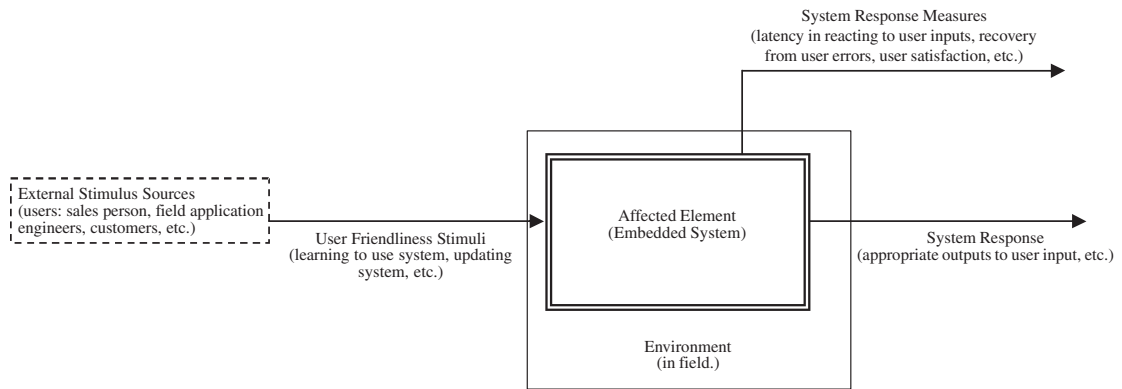 System Response Measures
(latency in reacting to user inputs, recovery
from user errors, user satisfaction, etc.)
External Stimulus Sources
(users: sales person, field application
engineers, customers, etc.)
User Friendliness Stimuli
(learning to use system, updating
system, etc.)
Affected Element
(Embedded System)
System Response
(appropriate outputs to user input, etc.)
Environment
(in field.)